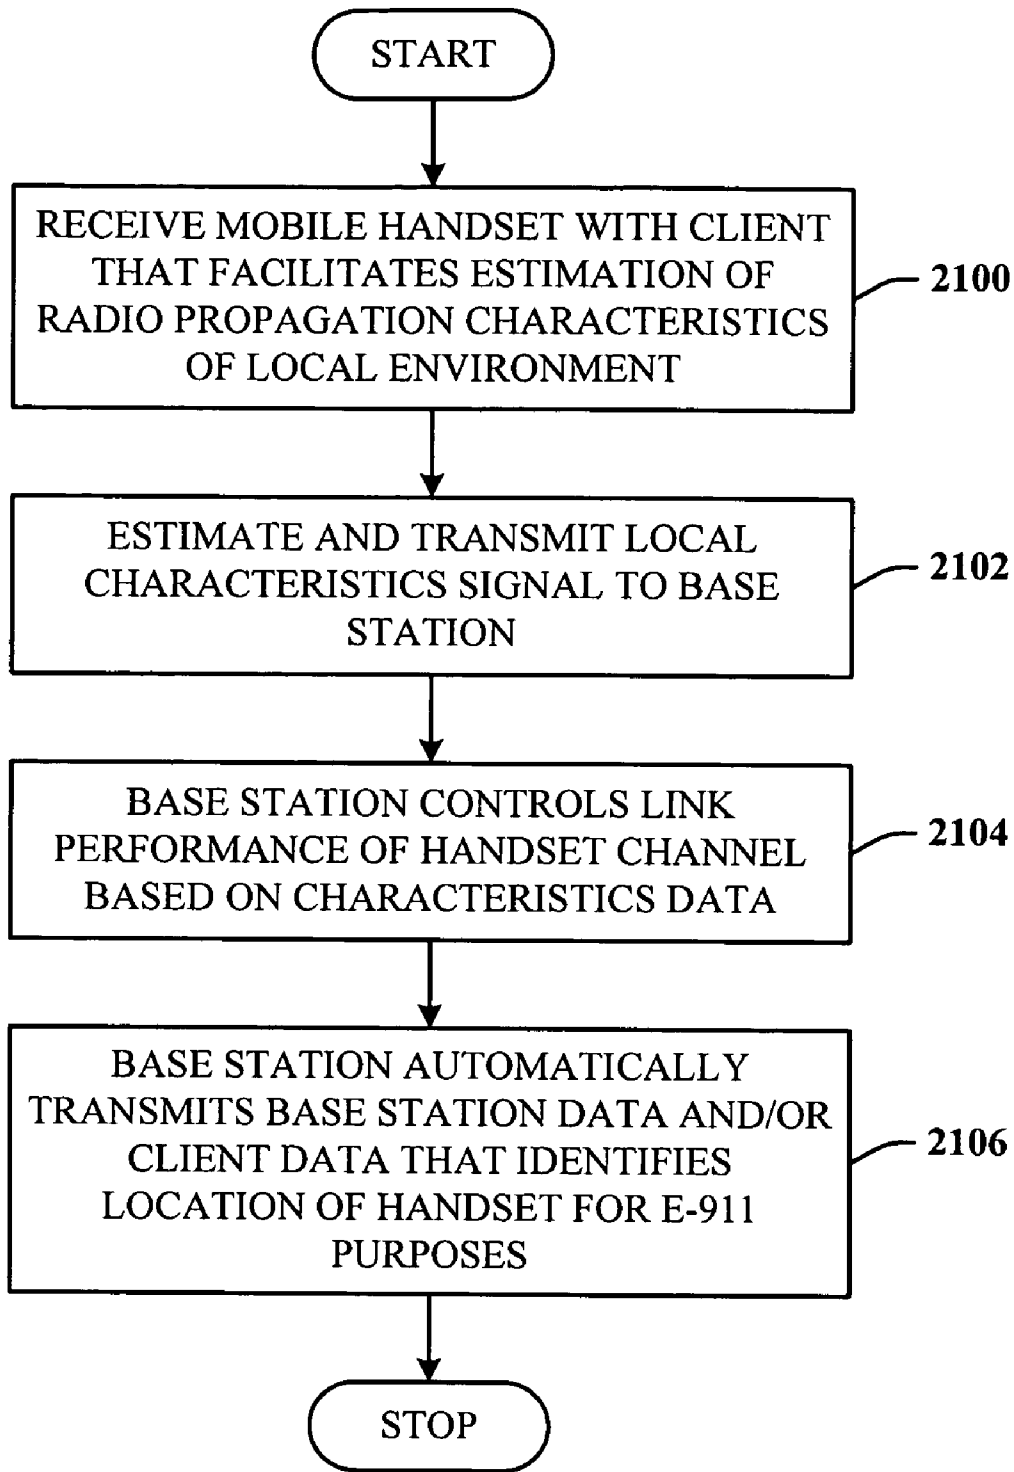 START
RECEIVE MOBILE HANDSET WITH CLIENT
THAT FACILITATES ESTIMATION OF
RADIO PROPAGATION CHARACTERISTICS
OF LOCAL ENVIRONMENT
2100
ESTIMATE AND TRANSMIT LOCAL
CHARACTERISTICS SIGNAL TO BASE
STATION
2102
BASE STATION CONTROLS LINK
PERFORMANCE OF HANDSET CHANNEL
BASED ON CHARACTERISTICS DATA
2104
BASE STATION AUTOMATICALLY
TRANSMITS BASE STATION DATA AND/OR
CLIENT DATA THAT IDENTIFIES
LOCATION OF HANDSET FOR E-911
PURPOSES
2106
STOP